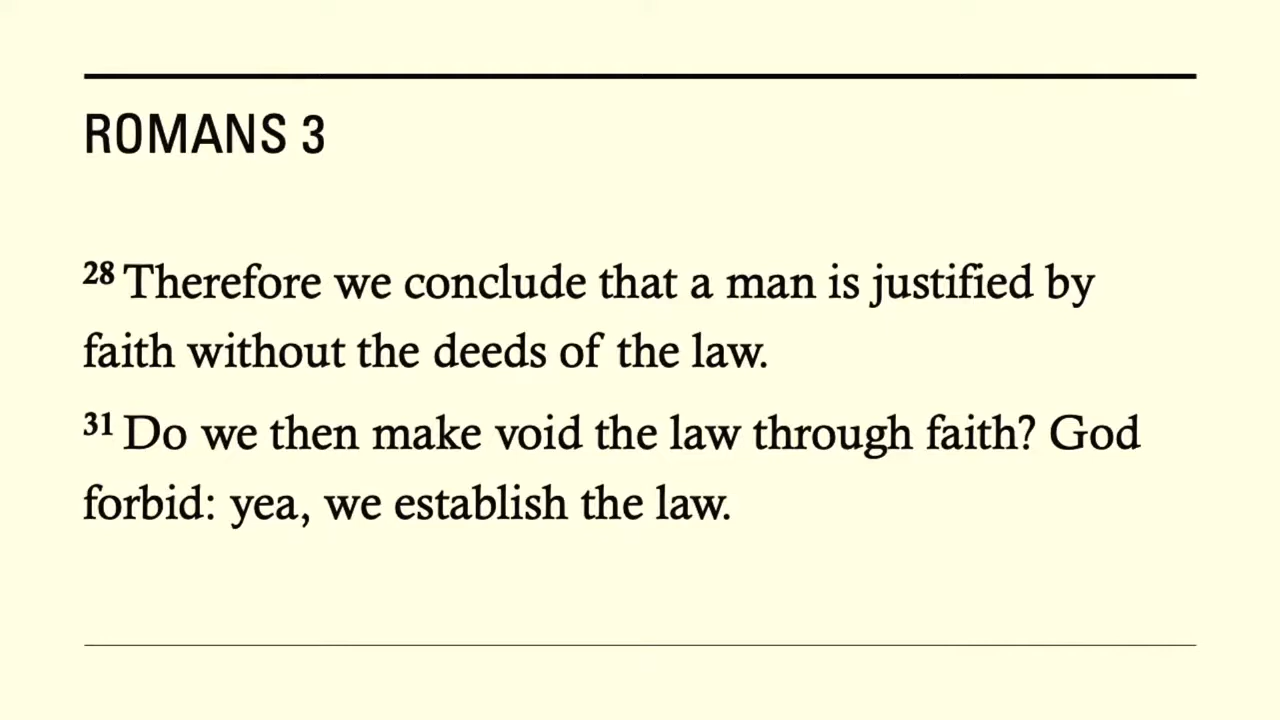 ROMANS 3
28 Therefore we conclude that a man is justified by
faith without the deeds of the law.
31 Do we then make void the law through faith? God
forbid: yea, we establish the law.